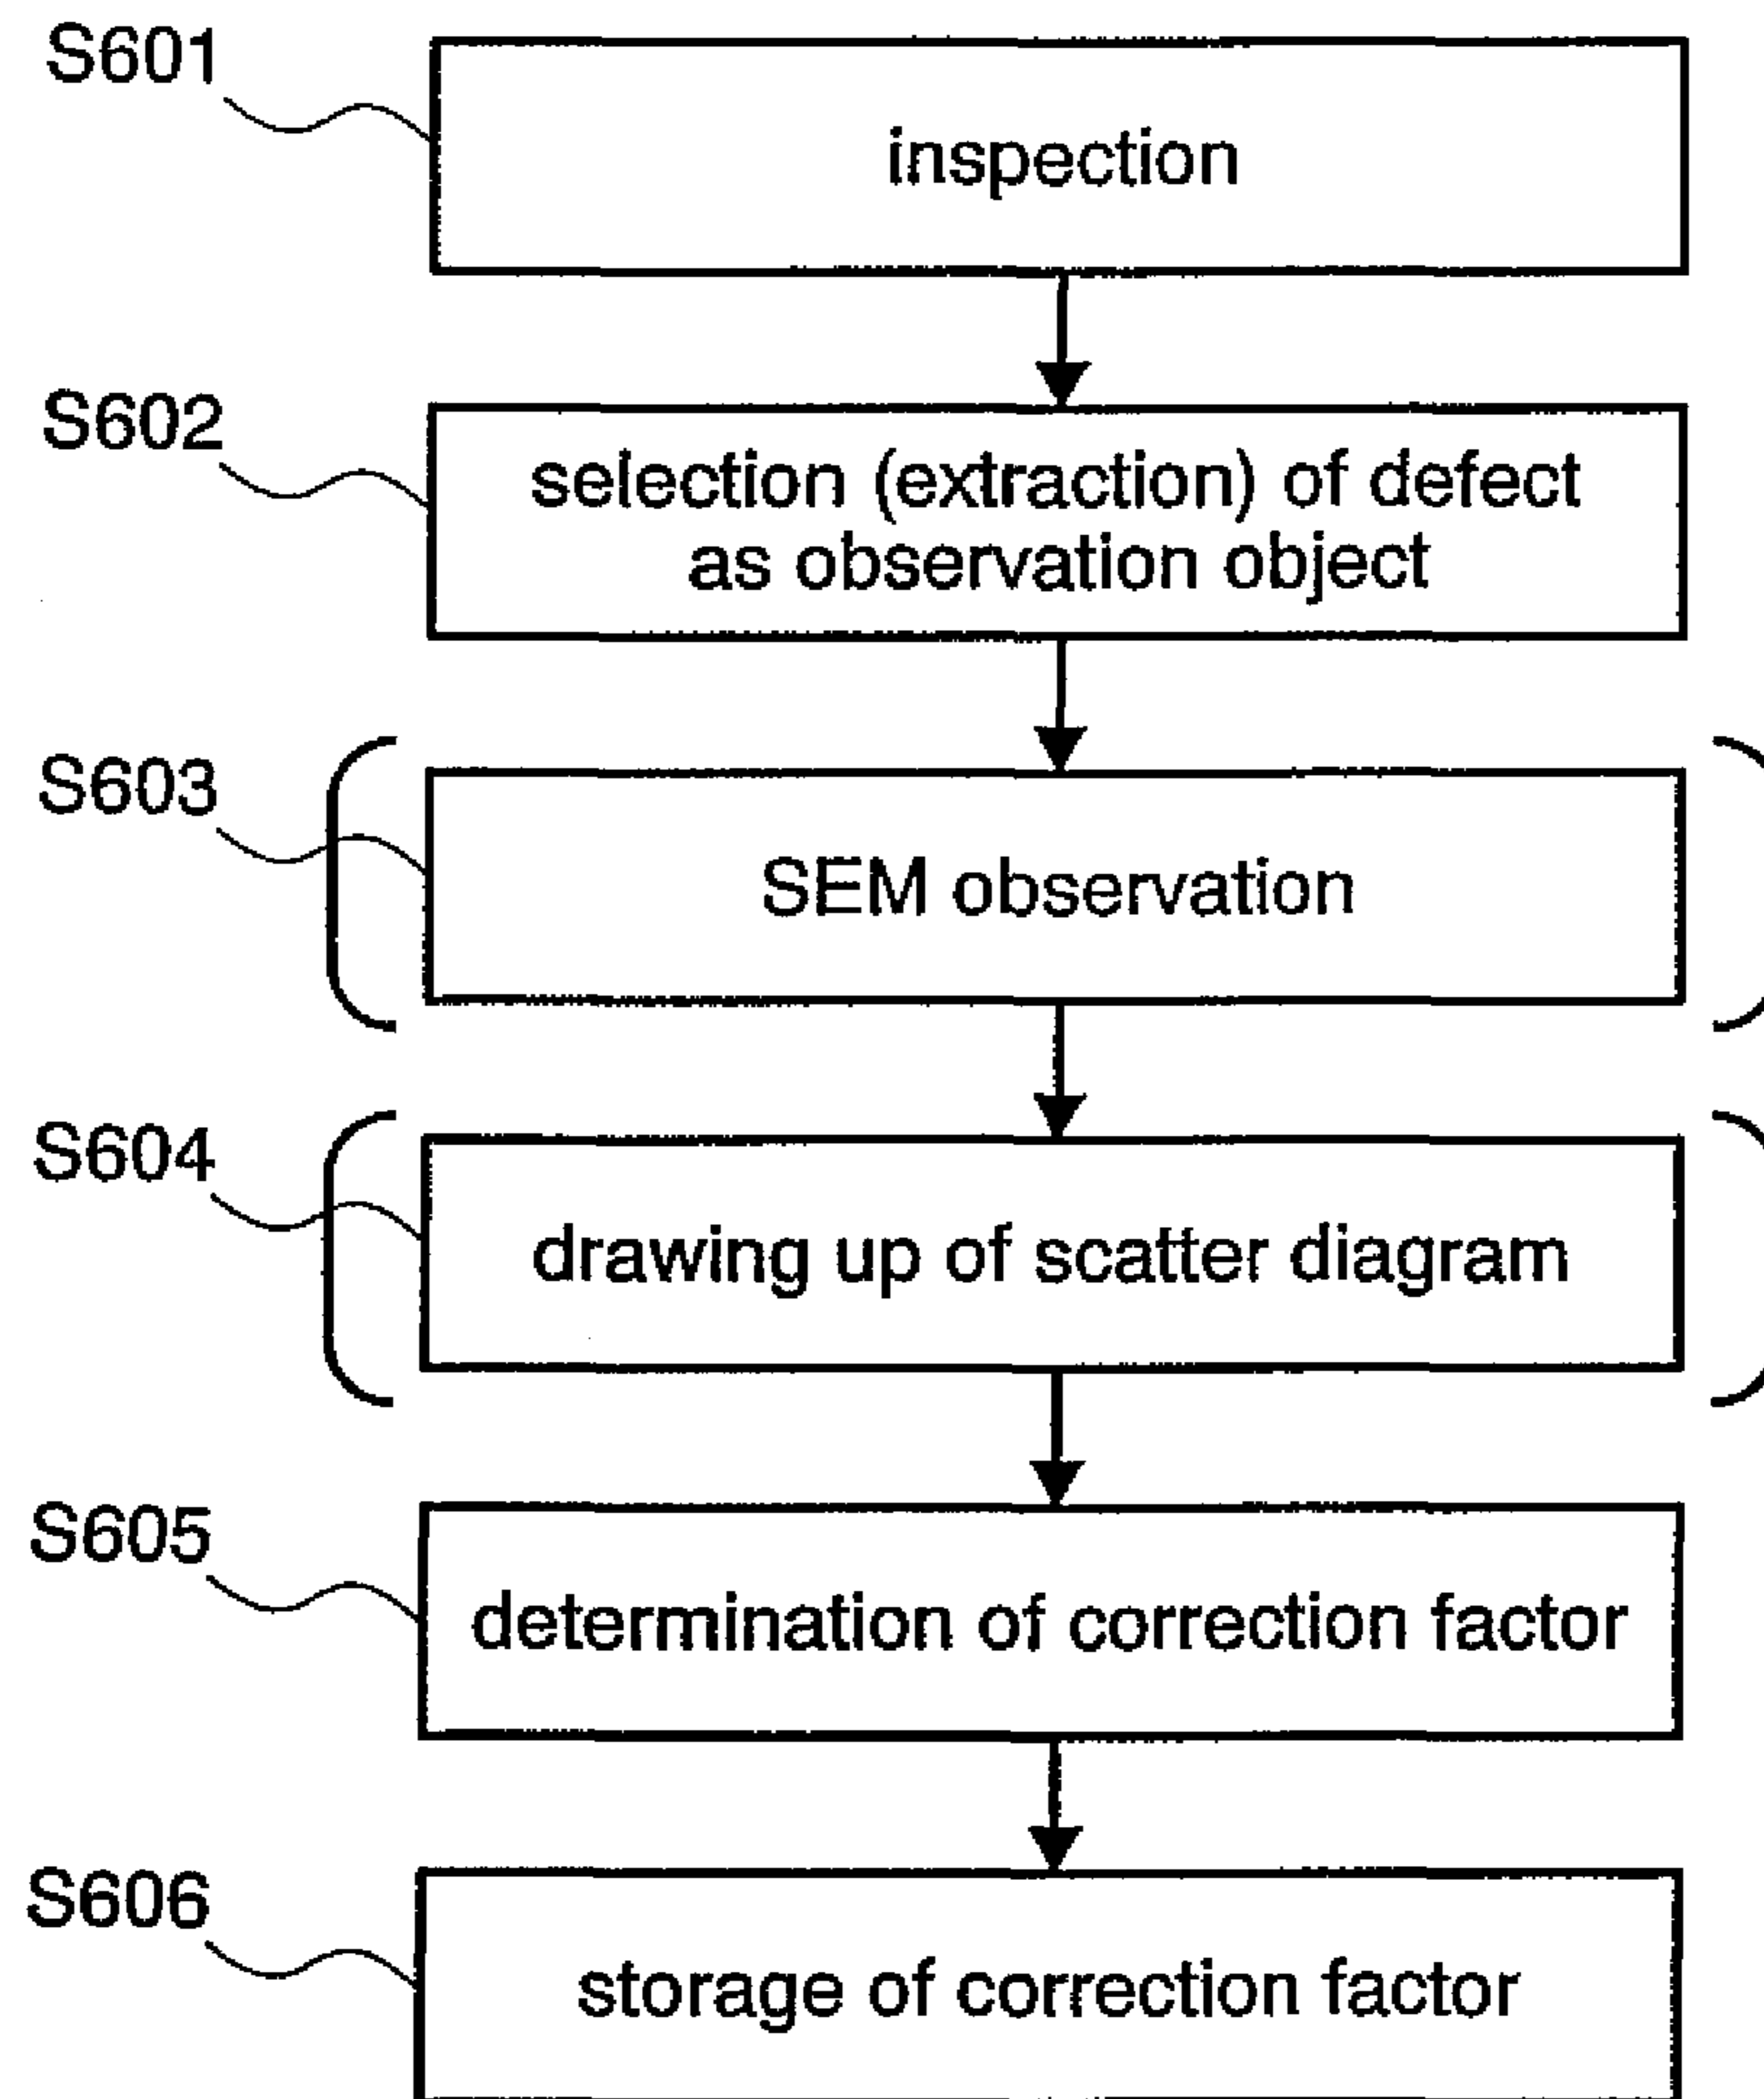 S601
inspection
S602
selection (extraction) of defect
as observation object
S603
SEM observation
S604
drawing up of scatter diagram
S605
determination of correction factor
S606
storage of correction factor